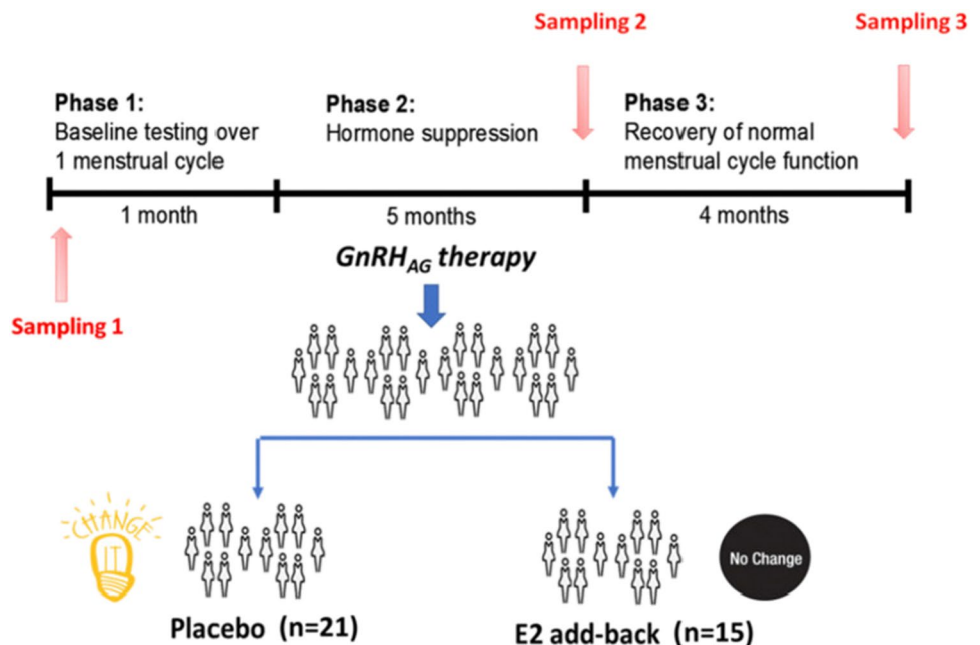 Sampling 2
Sampling 3
Phase 1:
Baseline testing over
1 menstrual cycle
Phase 2:
Hormone suppression
Phase 3:
Recovery of normal
menstrual cycle function
1 month
5 months
4 months
GnRHAG therapy
Sampling 1
CHANGE
IT
No Change
Placebo (n=21)
E2 add-back (n=15)